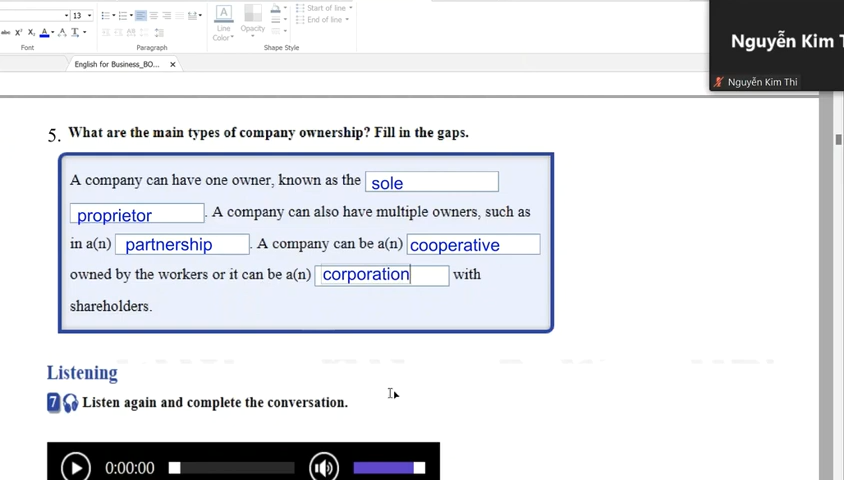 13
Line
Color
Opacity
Start of line
End of line
Font
Paragraph
Shape Style
English for Business_BO...
Nguyễn Kim T
Nguyễn Kim Thi
5. What are the main types of company ownership? Fill in the gaps.
A company can have one owner, known as the sole
proprietor . A company can also have multiple owners, such as
in a(n) partnership . A company can be a(n) cooperative
owned by the workers or it can be a(n) corporation with
shareholders.
Listening
7 Listen again and complete the conversation.
0:00:00